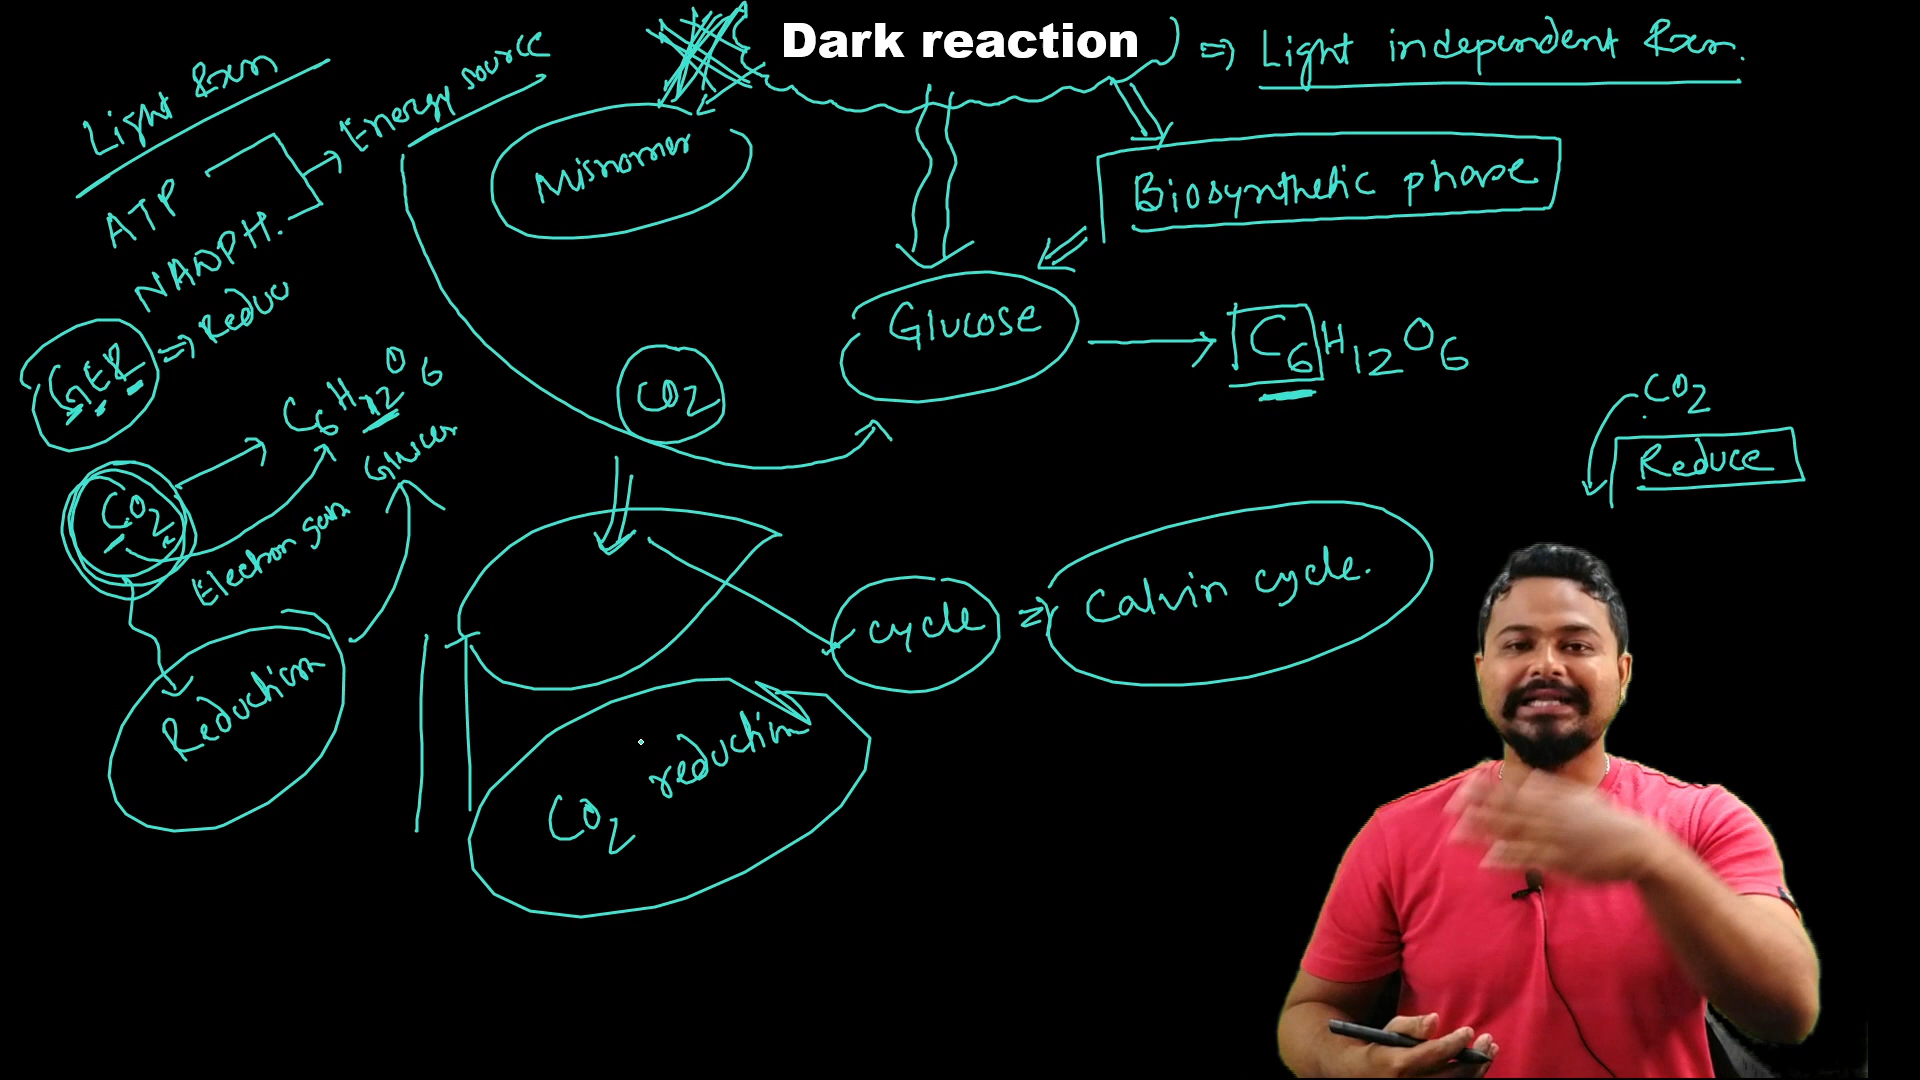 Dark reaction
⇒ Light independent Rxn.
Light Rxn
Energy source
ATP
NADPH.
Misnomer
Biosynthetic phase
⇒ Reduc
Glucose
C6H12O6
CO2
C6H12O6
Glucose
CO2
Reduce
CO2
Electron gain
Reduction
cycle ⇒ Calvin cycle.
CO2 reduction